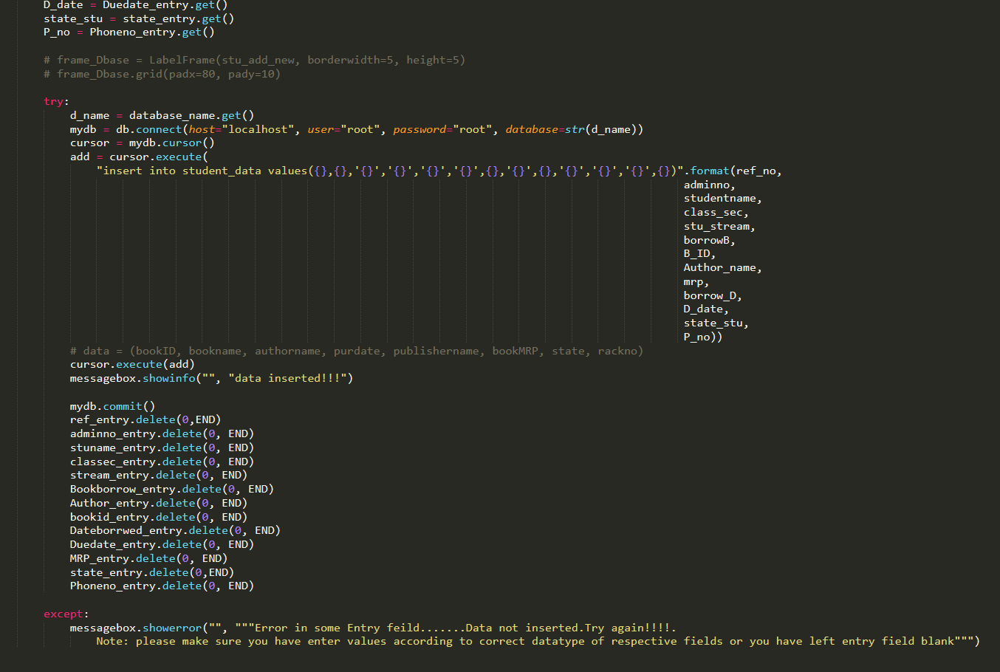 D_date = Duedate_entry.get()
state_stu = state_entry.get()
P_no = Phoneno_entry.get()
# frame_Dbase = LabelFrame(stu_add_new, borderwidth=5, height=5)
# frame_Dbase.grid(padx=80, pady=10)
try:
d_name = database_name.get()
mydb = db.connect(host="localhost", user="root", password="root", database=str(d_name))
cursor = mydb.cursor()
add = cursor.execute(
"insert into student_data values({},{},'{}','{}','{}','{}',{},'{}',{},'{}','{}','{}',{})".format(ref_no,
adminno,
studentname,
class_sec,
stu_stream,
borrowB,
B_ID,
Author_name,
mrp,
borrow_D,
D_date,
state_stu,
P_no))
# data = (bookID, bookname, authorname, purdate, publishername, bookMRP, state, rackno)
cursor.execute(add)
messagebox.showinfo("", "data inserted!!!")
mydb.commit()
ref_entry.delete(0,END)
adminno_entry.delete(0, END)
stuname_entry.delete(0, END)
classec_entry.delete(0, END)
stream_entry.delete(0, END)
Bookborrow_entry.delete(0, END)
Author_entry.delete(0, END)
bookid_entry.delete(0, END)
Dateborrwed_entry.delete(0, END)
Duedate_entry.delete(0, END)
MRP_entry.delete(0, END)
state_entry.delete(0,END)
Phoneno_entry.delete(0, END)
except:
messagebox.showerror("", """Error in some Entry feild.......Data not inserted.Try again!!!!.
Note: please make sure you have enter values according to correct datatype of respective fields or you have left entry field blank""")